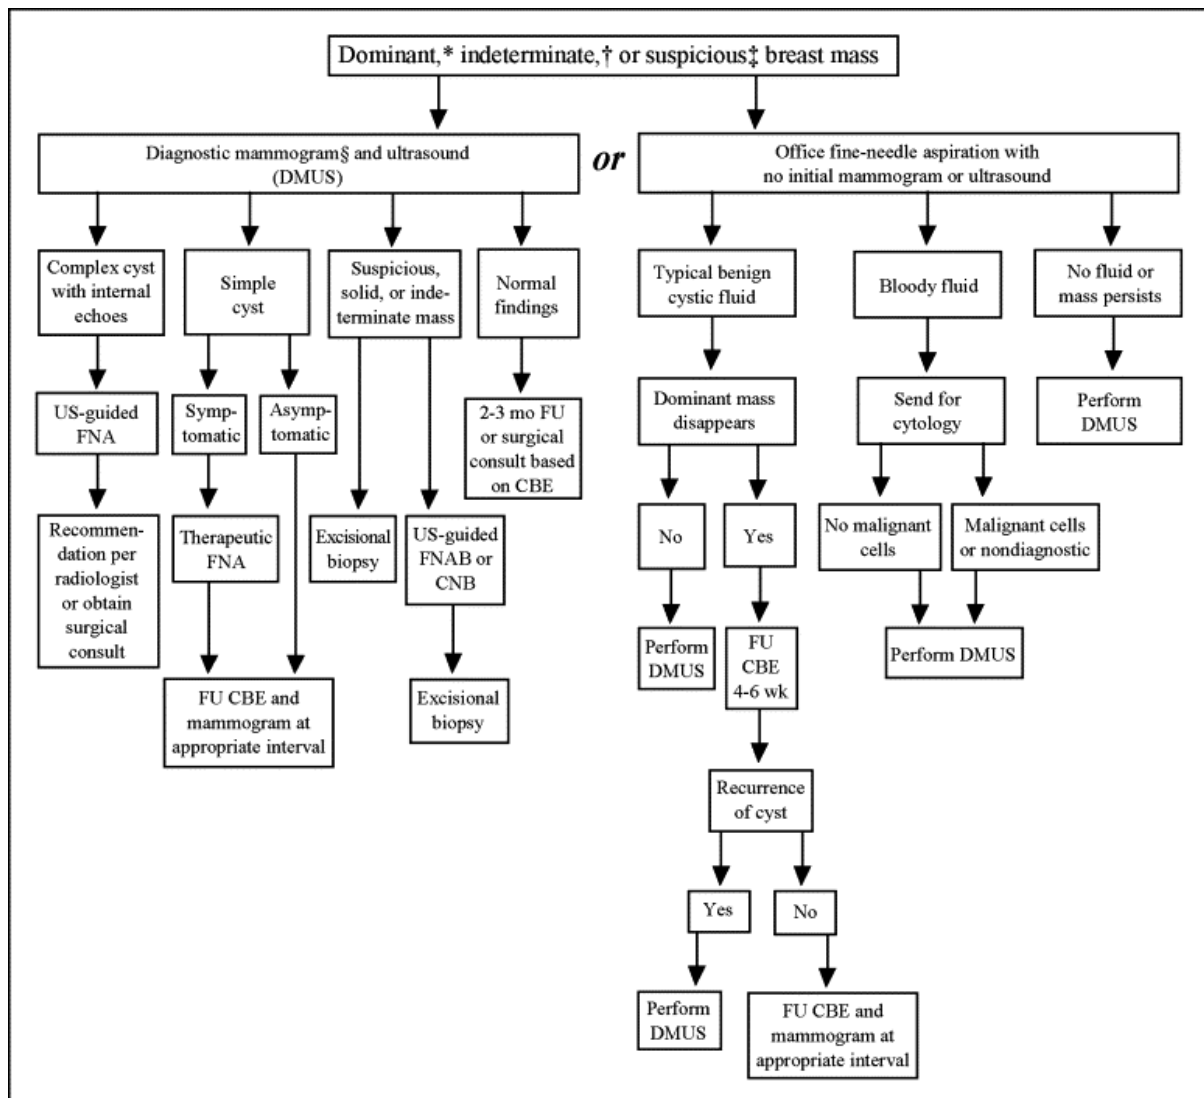 Dominant,* indeterminate,† or suspicious‡ breast mass
Diagnostic mammogram§ and ultrasound
(DMUS)
or
Office fine-needle aspiration with
no initial mammogram or ultrasound
Complex cyst
with internal
echoes
Simple
cyst
Suspicious,
solid, or inde-
terminate mass
Normal
findings
Typical benign
cystic fluid
Bloody fluid
No fluid or
mass persists
US-guided
FNA
Symp-
tomatic
Asymp-
tomatic
2-3 mo FU
or surgical
consult based
on CBE
Dominant mass
disappears
Send for
cytology
Perform
DMUS
Recommen-
dation per
radiologist
or obtain
surgical
consult
Therapeutic
FNA
Excisional
biopsy
US-guided
FNAB or
CNB
No
Yes
No malignant
cells
Malignant cells
or nondiagnostic
FU CBE and
mammogram at
appropriate interval
Excisional
biopsy
Perform
DMUS
FU
CBE
4-6 wk
Perform DMUS
Recurrence
of cyst
Yes
No
Perform
DMUS
FU CBE and
mammogram at
appropriate interval